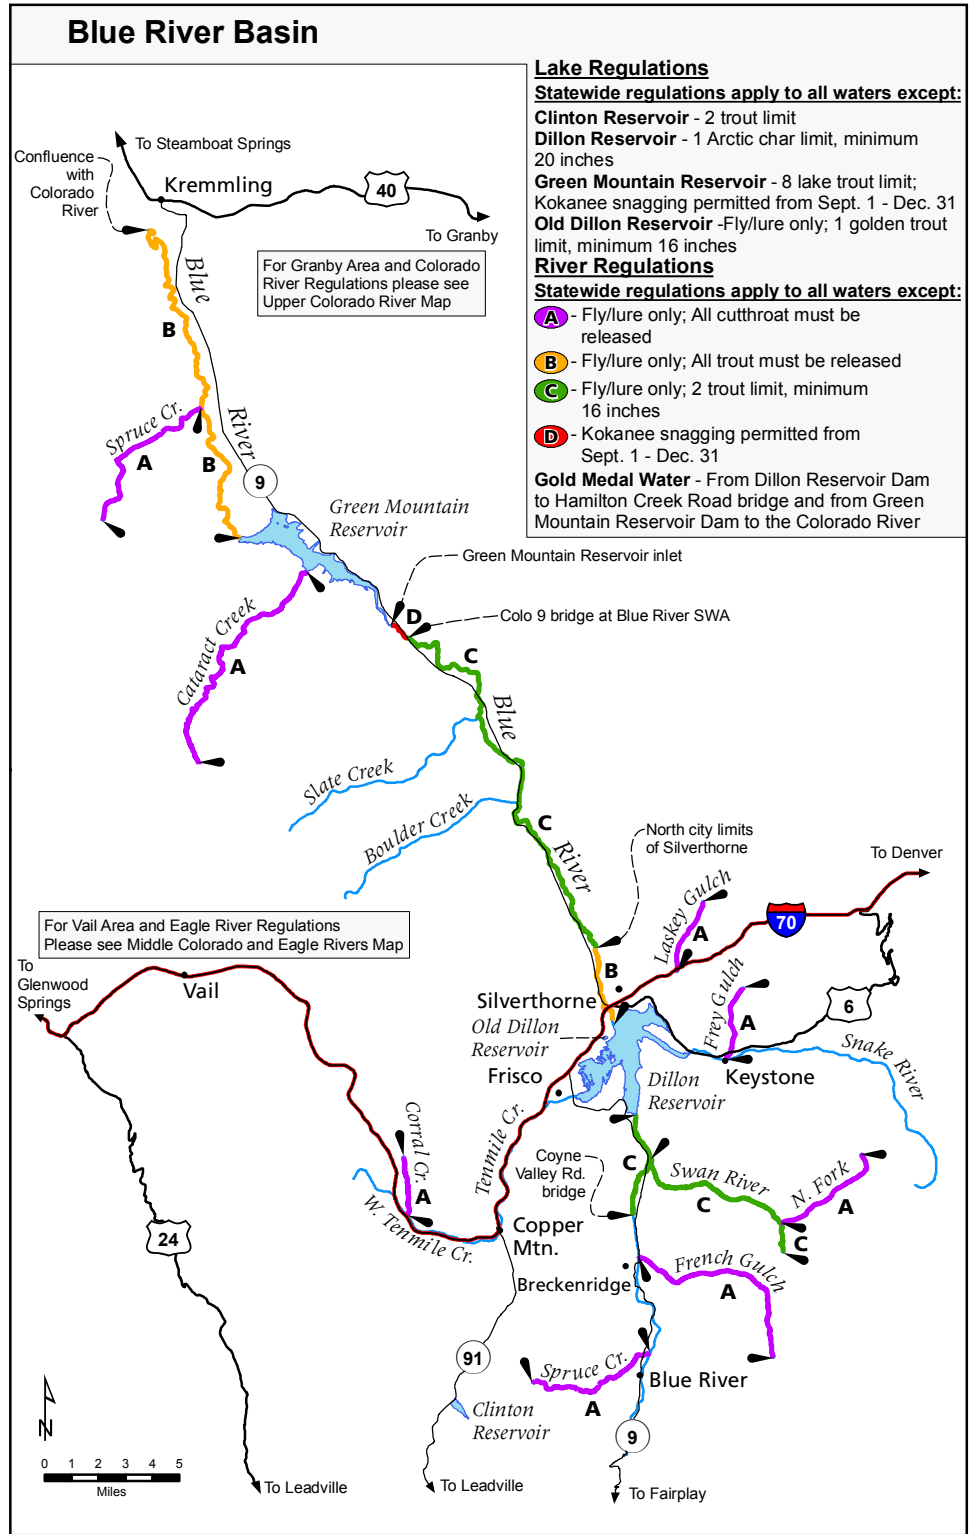 Blue River Basin
Lake Regulations
Statewide regulations apply to all waters except:
Clinton Reservoir - 2 trout limit
Dillon Reservoir - 1 Arctic char limit, minimum
20 inches
Green Mountain Reservoir - 8 lake trout limit;
Kokanee snagging permitted from Sept. 1 - Dec. 31
Old Dillon Reservoir -Fly/lure only; 1 golden trout
limit, minimum 16 inches
River Regulations
Statewide regulations apply to all waters except:
A - Fly/lure only; All cutthroat must be
released
B - Fly/lure only; All trout must be released
C - Fly/lure only; 2 trout limit, minimum
16 inches
D - Kokanee snagging permitted from
Sept. 1 - Dec. 31
Gold Medal Water - From Dillon Reservoir Dam
to Hamilton Creek Road bridge and from Green
Mountain Reservoir Dam to the Colorado River
To Steamboat Springs
Confluence
with
Colorado
River
Kremmling
40
To Granby
For Granby Area and Colorado
River Regulations please see
Upper Colorado River Map
Blue
River
B
Spruce Cr.
A
B
9
Green Mountain
Reservoir
Green Mountain Reservoir inlet
D
Colo 9 bridge at Blue River SWA
Cataract Creek
A
C
Blue
River
Slate Creek
Boulder Creek
C
North city limits
of Silverthorne
To Denver
For Vail Area and Eagle River Regulations
Please see Middle Colorado and Eagle Rivers Map
Laskey Gulch
A
70
To
Glenwood
Springs
Vail
B
Silverthorne
Frey Gulch
A
6
Old Dillon
Reservoir
Snake River
Frisco
Keystone
Dillon
Reservoir
Corral Cr.
A
Tenmile Cr.
Coyne
Valley Rd.
bridge
C
Swan River
C
N. Fork
A
C
W. Tenmile Cr.
Copper
Mtn.
24
Breckenridge
French Gulch
A
91
Spruce Cr.
A
Blue River
Clinton
Reservoir
9
N
0 1 2 3 4 5
Miles
To Leadville
To Leadville
To Fairplay